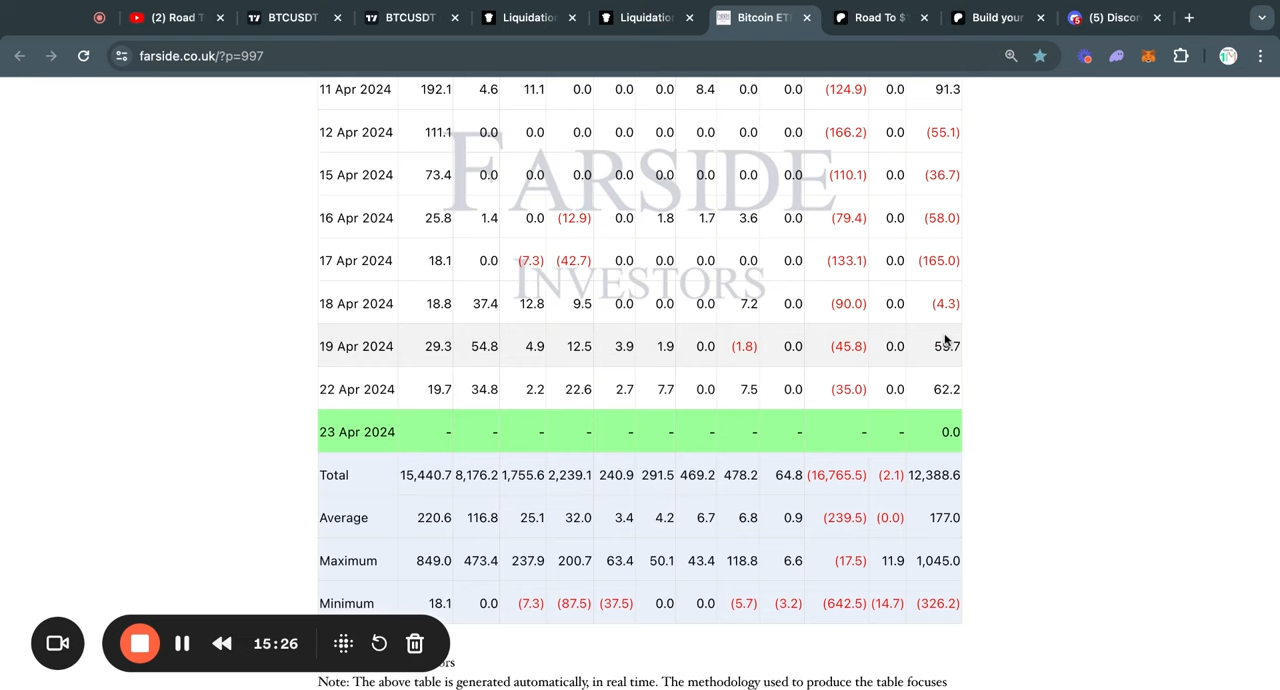 (2) Road T
BTCUSDT
BTCUSDT
Liquidatio
Liquidatio
Bitcoin ET
Road To $
Build your
(5) Discor
farside.co.uk/?p=997
11 Apr 2024 192.1 4.6 11.1 0.0 0.0 0.0 8.4 0.0 0.0 (124.9) 0.0 91.3
12 Apr 2024 111.1 0.0 0.0 0.0 0.0 0.0 0.0 0.0 0.0 (166.2) 0.0 (55.1)
15 Apr 2024 73.4 0.0 0.0 0.0 0.0 0.0 0.0 0.0 0.0 (110.1) 0.0 (36.7)
16 Apr 2024 25.8 1.4 0.0 (12.9) 0.0 1.8 1.7 3.6 0.0 (79.4) 0.0 (58.0)
17 Apr 2024 18.1 0.0 (7.3) (42.7) 0.0 0.0 0.0 0.0 0.0 (133.1) 0.0 (165.0)
18 Apr 2024 18.8 37.4 12.8 9.5 0.0 0.0 0.0 7.2 0.0 (90.0) 0.0 (4.3)
19 Apr 2024 29.3 54.8 4.9 12.5 3.9 1.9 0.0 (1.8) 0.0 (45.8) 0.0 59.7
22 Apr 2024 19.7 34.8 2.2 22.6 2.7 7.7 0.0 7.5 0.0 (35.0) 0.0 62.2
23 Apr 2024 - - - - - - - - - - - 0.0
Total 15,440.7 8,176.2 1,755.6 2,239.1 240.9 291.5 469.2 478.2 64.8 (16,765.5) (2.1) 12,388.6
Average 220.6 116.8 25.1 32.0 3.4 4.2 6.7 6.8 0.9 (239.5) (0.0) 177.0
Maximum 849.0 473.4 237.9 200.7 63.4 50.1 43.4 118.8 6.6 (17.5) 11.9 1,045.0
Minimum 18.1 0.0 (7.3) (87.5) (37.5) 0.0 0.0 (5.7) (3.2) (642.5) (14.7) (326.2)
FARSIDE
INVESTORS
15:26
ors
Note: The above table is generated automatically, in real time. The methodology used to produce the table focuses